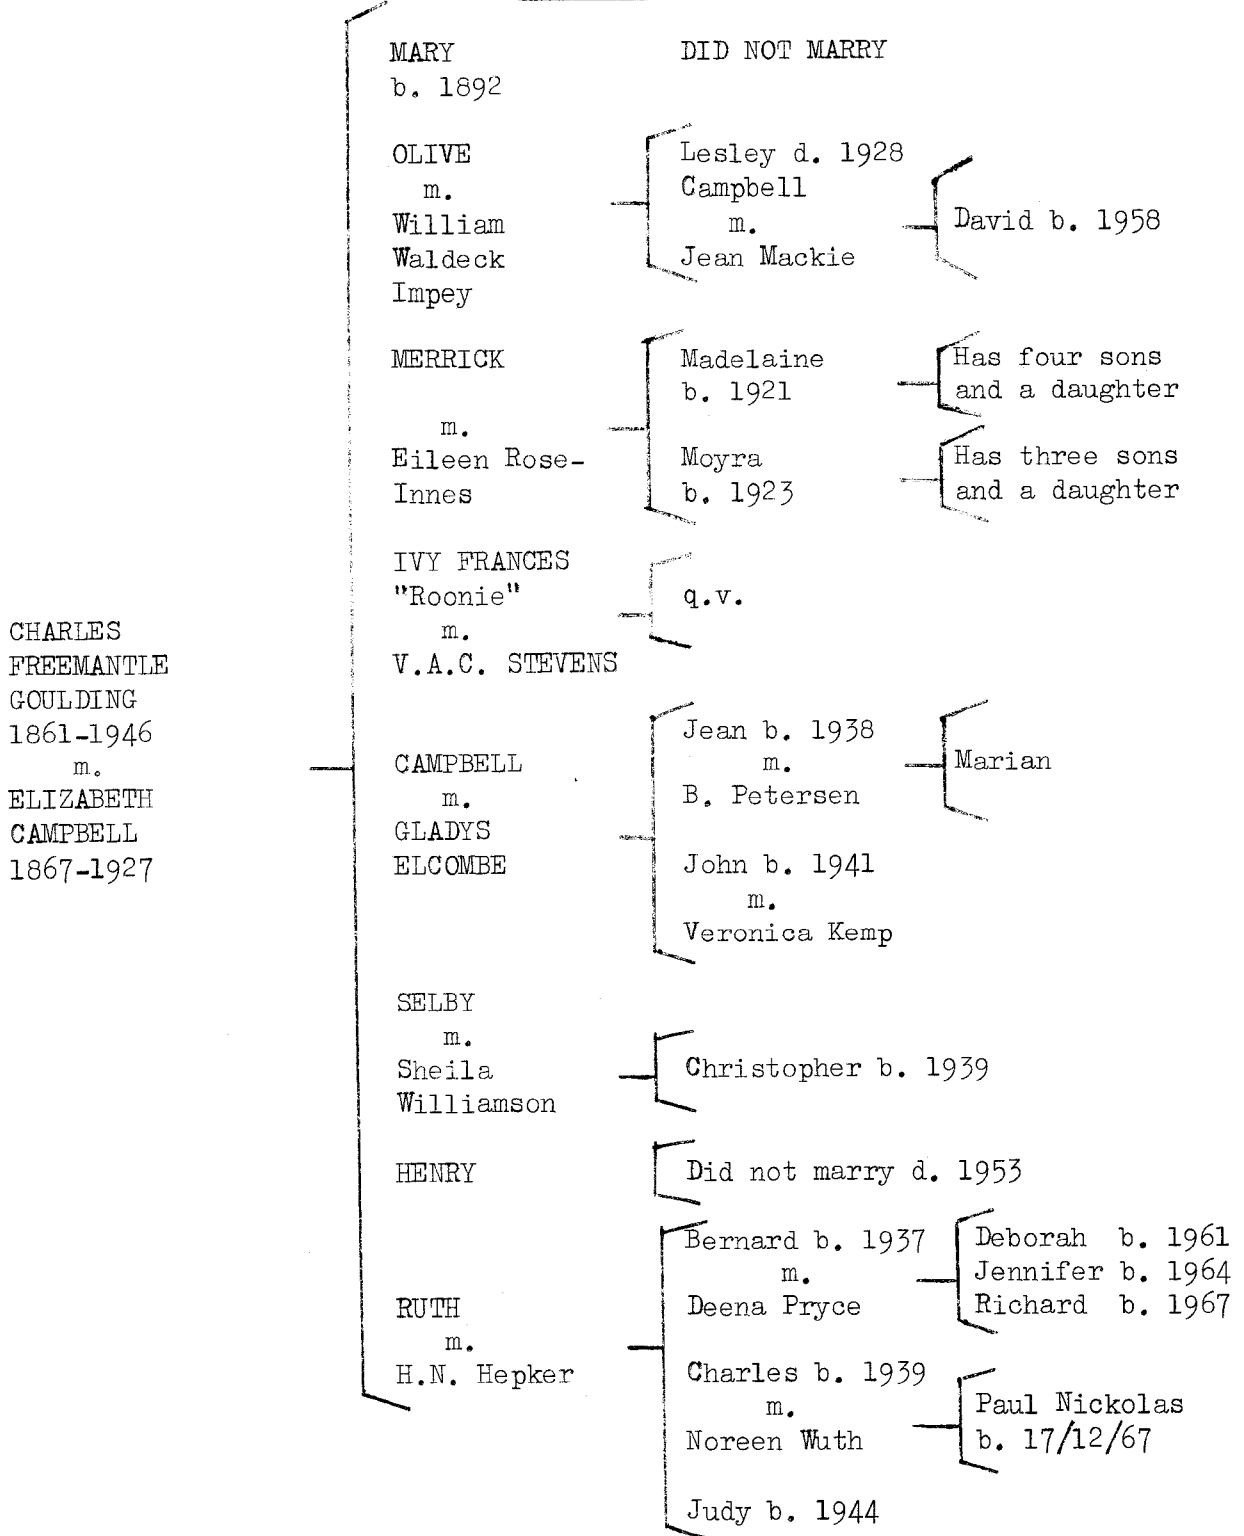 CHARLES
FREEMANTLE
GOULDING
1861-1946
m.
ELIZABETH
CAMPBELL
1867-1927
MARY
b. 1892
DID NOT MARRY
OLIVE
m.
William
Waldeck
Impey
Lesley d. 1928
Campbell
m.
Jean Mackie
David b. 1958
MERRICK
m.
Eileen Rose-
Innes
Madelaine
b. 1921
Has four sons
and a daughter
Moyra
b. 1923
Has three sons
and a daughter
IVY FRANCES
"Roonie"
m.
V.A.C. STEVENS
q.v.
CAMPBELL
m.
GLADYS
ELCOMBE
Jean b. 1938
m.
B. Petersen
Marian
John b. 1941
m.
Veronica Kemp
SELBY
m.
Sheila
Williamson
Christopher b. 1939
HENRY
Did not marry d. 1953
RUTH
m.
H.N. Hepker
Bernard b. 1937
m.
Deena Pryce
Deborah b. 1961
Jennifer b. 1964
Richard b. 1967
Charles b. 1939
m.
Noreen Wuth
Paul Nickolas
b. 17/12/67
Judy b. 1944